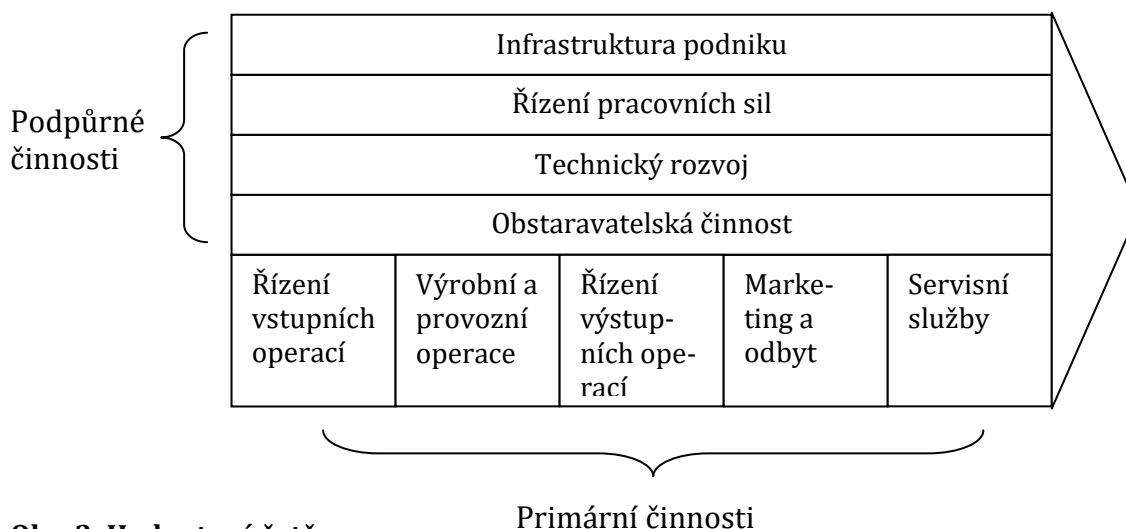 Infrastruktura podniku
Řízení pracovních sil
Technický rozvoj
Obstaravatelská činnost
Podpůrné
činnosti
Řízení
vstupních
operací
Výrobní a
provozní
operace
Řízení
výstup-
ních ope-
rací
Marke-
ting a
odbyt
Servisní
služby
Primární činnosti